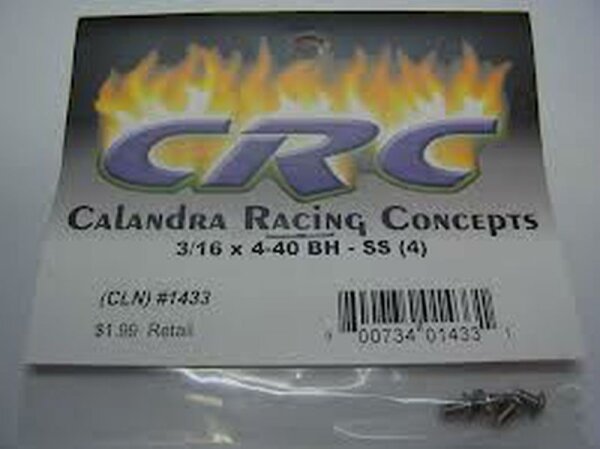 CRC
CALANDRA RACING CONCEPTS
3/16 x 4-40 BH - SS (4)
(CLN) #1433
$1.99 Retail
9 00734 01433 1